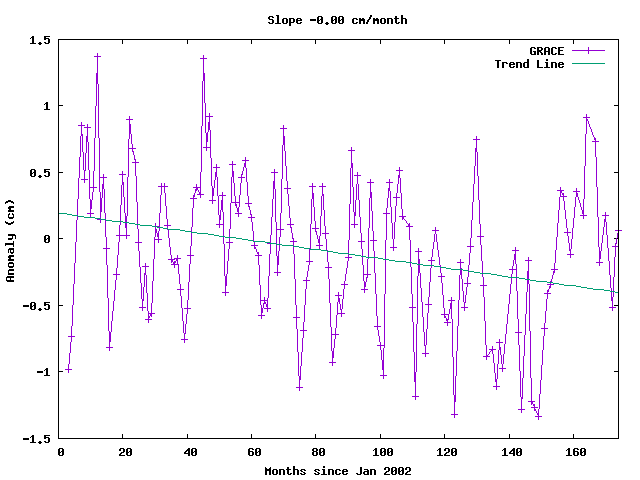 Slope -0.00 cm/month
GRACE
Trend Line
1.5
1
0.5
0
-0.5
-1
-1.5
Anomaly (cm)
0 20 40 60 80 100 120 140 160
Months since Jan 2002